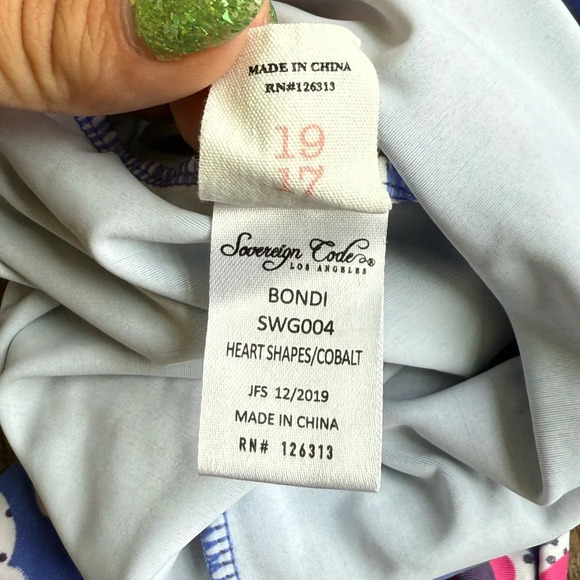 MADE IN CHINA
RN#126313
19
17
Sovereign Code®
LOS ANGELES
BONDI
SWG004
HEART SHAPES/COBALT
JFS 12/2019
MADE IN CHINA
RN# 126313